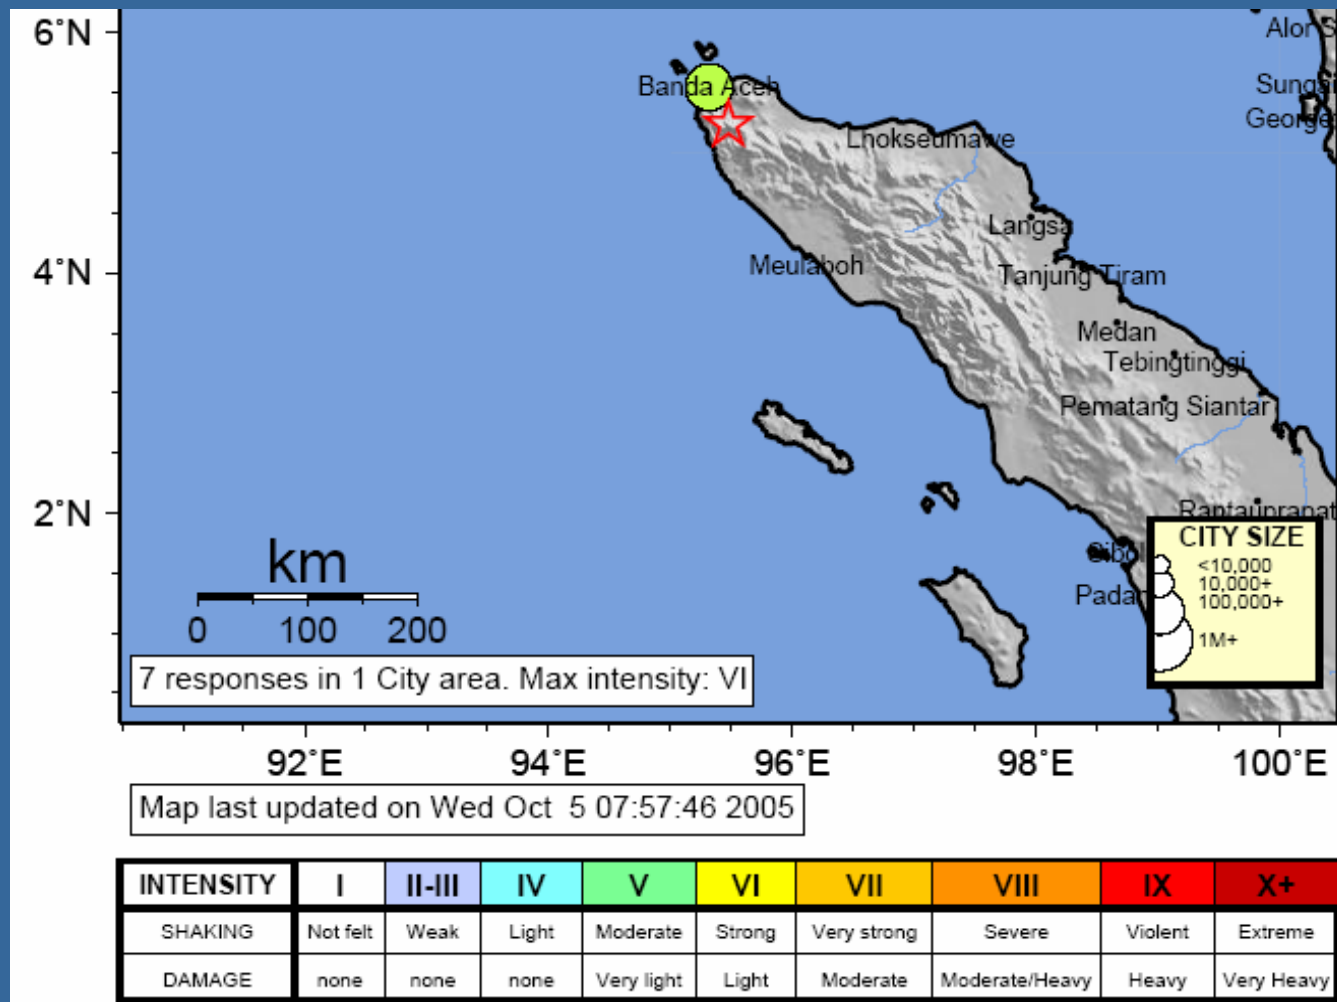 6°N
Alor S
Banda Aceh
Sungai
George
Lhokseumawe
Langsa
4°N
Meulaboh
Tanjung Tiram
Medan
Tebingtinggi
Pematang Siantar
2°N
CITY SIZE
<10,000
10,000+
100,000+
1M+
km
0 100 200
Padan
7 responses in 1 City area. Max intensity: VI
92°E 94°E 96°E 98°E 100°E
Map last updated on Wed Oct 5 07:57:46 2005
INTENSITY I II-III IV V VI VII VIII IX X+
SHAKING Not felt Weak Light Moderate Strong Very strong Severe Violent Extreme
DAMAGE none none none Very light Light Moderate Moderate/Heavy Heavy Very Heavy